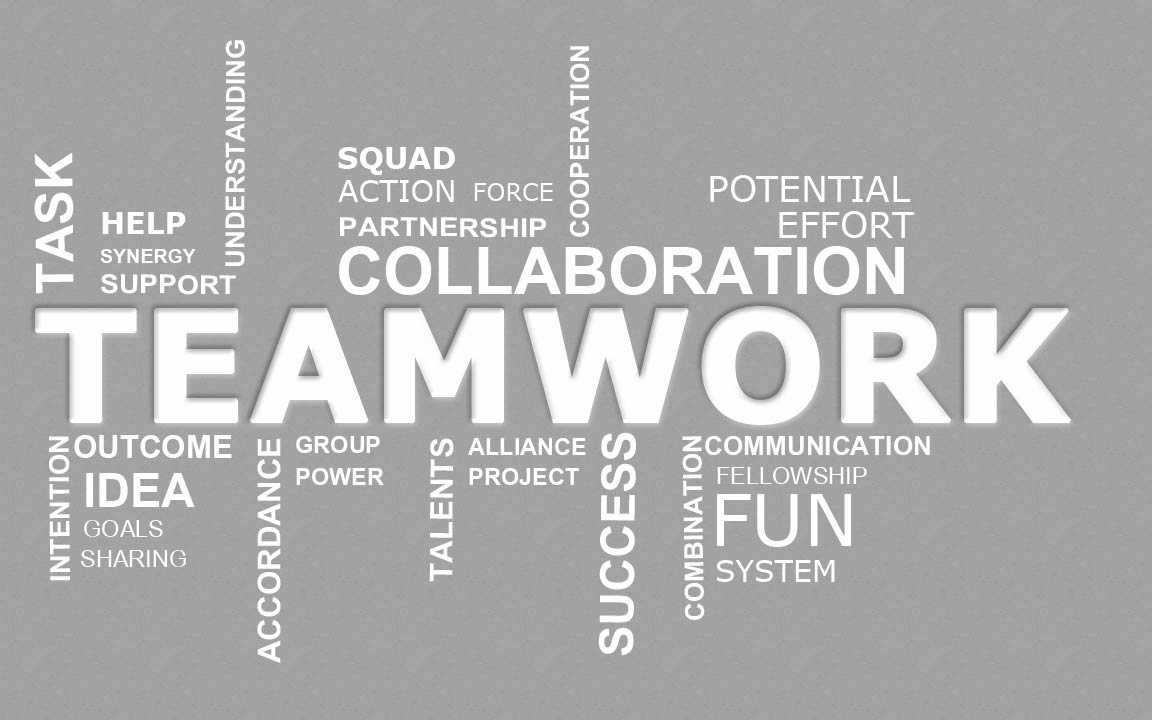 TASK
UNDERSTANDING
HELP
SYNERGY
SUPPORT
SQUAD
ACTION FORCE
PARTNERSHIP
COOPERATION
POTENTIAL
EFFORT
COLLABORATION
TEAMWORK
INTENTION
OUTCOME
IDEA
GOALS
SHARING
ACCORDANCE
GROUP
POWER
TALENTS
ALLIANCE
PROJECT
SUCCESS
COMBINATION
COMMUNICATION
FELLOWSHIP
FUN
SYSTEM